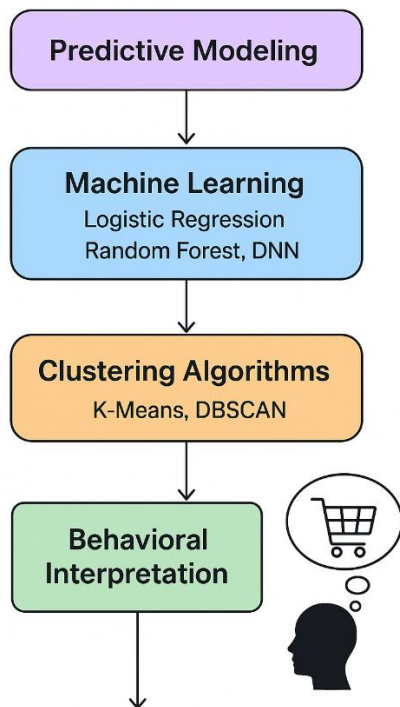 Predictive Modeling
Machine Learning
Logistic Regression
Random Forest, DNN
Clustering Algorithms
K-Means, DBSCAN
Behavioral
Interpretation